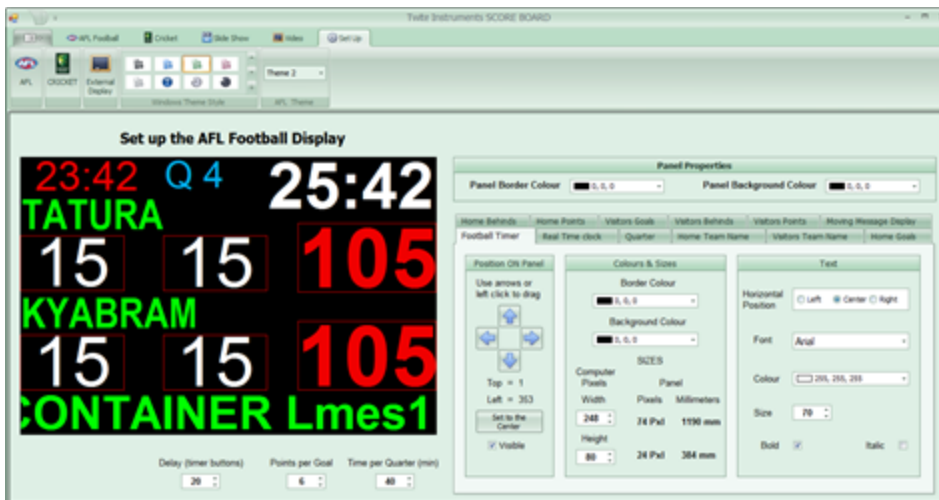 Twtr Instruments SCORE BOARD
AFL Football Cricket Slide Show Video Set Up
AFL CRICKET External Display
Theme 2
Windows Theme Style AFL Theme
Set up the AFL Football Display
23:42 Q 4 25:42
TATURA
15 15 105
KYABRAM
15 15 105
CONTAINER Lmes1
Delay (timer buttons) Points per Goal Time per Quarter (min)
20 6 40
Panel Properties
Panel Border Colour 0, 0, 0 Panel Background Colour 0, 0, 0
Home Behinds Home Points Visitors Goals Visitors Behinds Visitors Points Moving Message Display
Football Timer Real Time clock Quarter Home Team Name Visitors Team Name Home Goals
Position ON Panel
Use arrows or
left click to drag
Top = 1
Left = 353
Set to the
Center
Visible
Colours & Sizes
Border Colour
0, 0, 0
Background Colour
0, 0, 0
SIZES
Computer
Pixels Panel
Width Pixels Millimeters
248 74 Pxl 1190 mm
Height
80 24 Pxl 384 mm
Text
Horizontal
Position Left Center Right
Font Arial
Colour 255, 255, 255
Size 70
Bold Italic